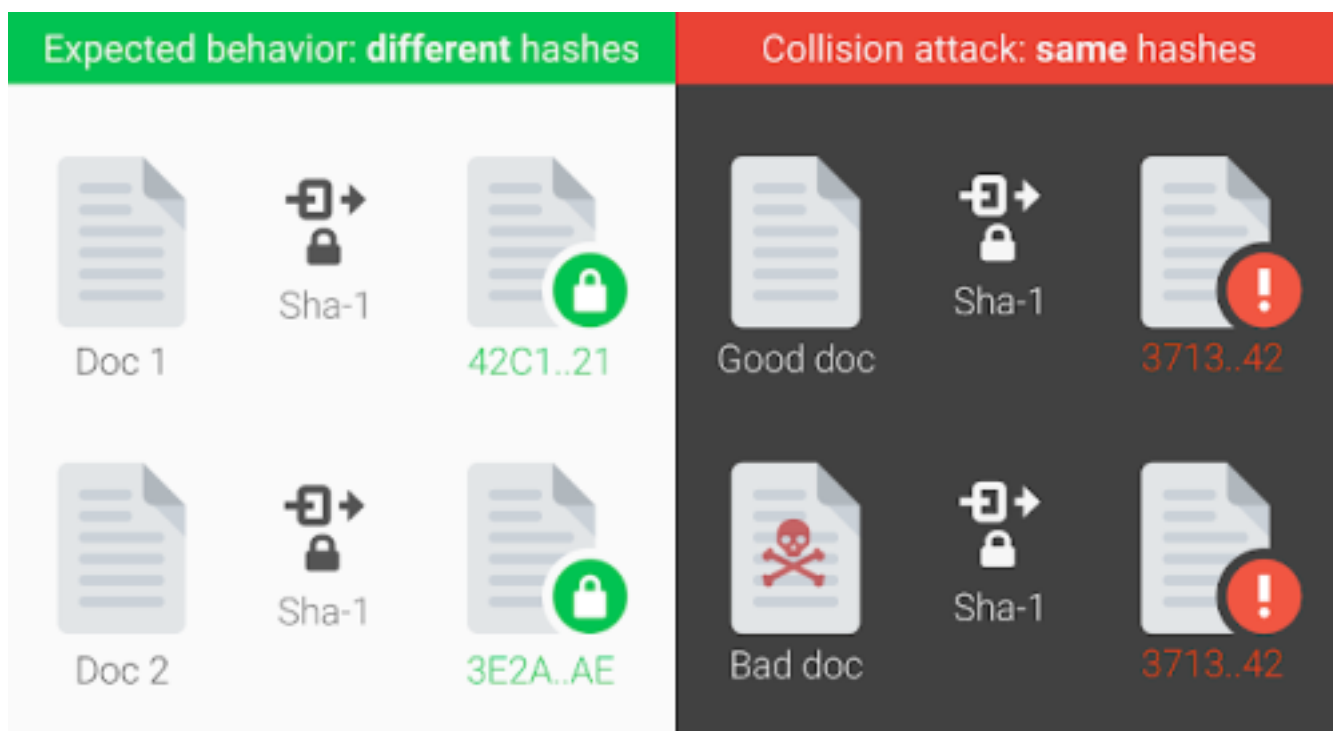 Expected behavior: different hashes
Sha-1
Doc 1
42C1..21
Sha-1
Doc 2
3E2A..AE
Collision attack: same hashes
Sha-1
Good doc
3713..42
Sha-1
Bad doc
3713..42